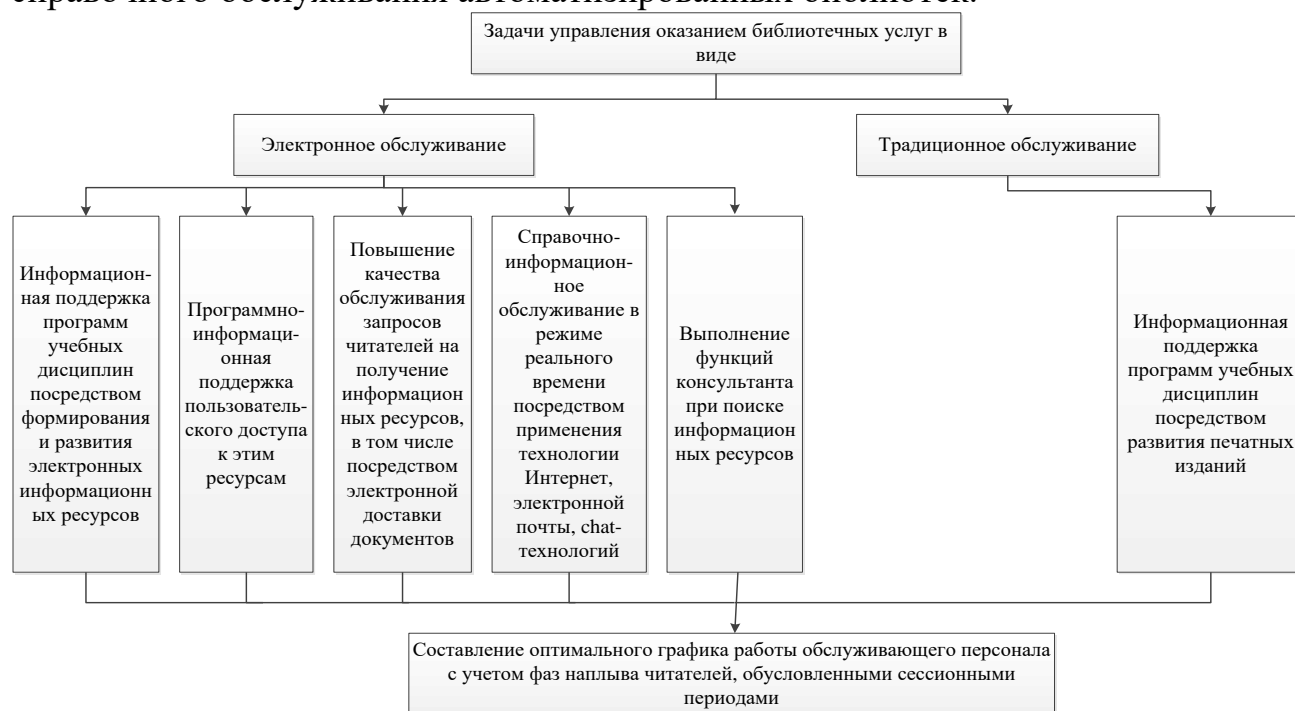 справочного обслуживания автоматизированных библиотек.
Задачи управления оказанием библиотечных услуг в
виде
Электронное обслуживание
Традиционное обслуживание
Информацион-
ная поддержка
программ
учебных
дисциплин
посредством
формирования
и развития
электронных
информационн
ых ресурсов
Программно-
информаци-
онная
поддержка
пользователь-
ского доступа
к этим
ресурсам
Повышение
качества
обслуживания
запросов
читателей на
получение
информацион
ных ресурсов,
в том числе
посредством
электронной
доставки
документов
Справочно-
информацион-
ное
обслуживание в
режиме
реального
времени
посредством
применения
технологии
Интернет,
электронной
почты, chat-
технологий
Выполнение
функций
консультанта
при поиске
информацион
ных ресурсов
Информационная
поддержка
программ учебных
дисциплин
посредством
развития печатных
изданий
Составление оптимального графика работы обслуживающего персонала
с учетом фаз наплыва читателей, обусловленными сессионными
периодами